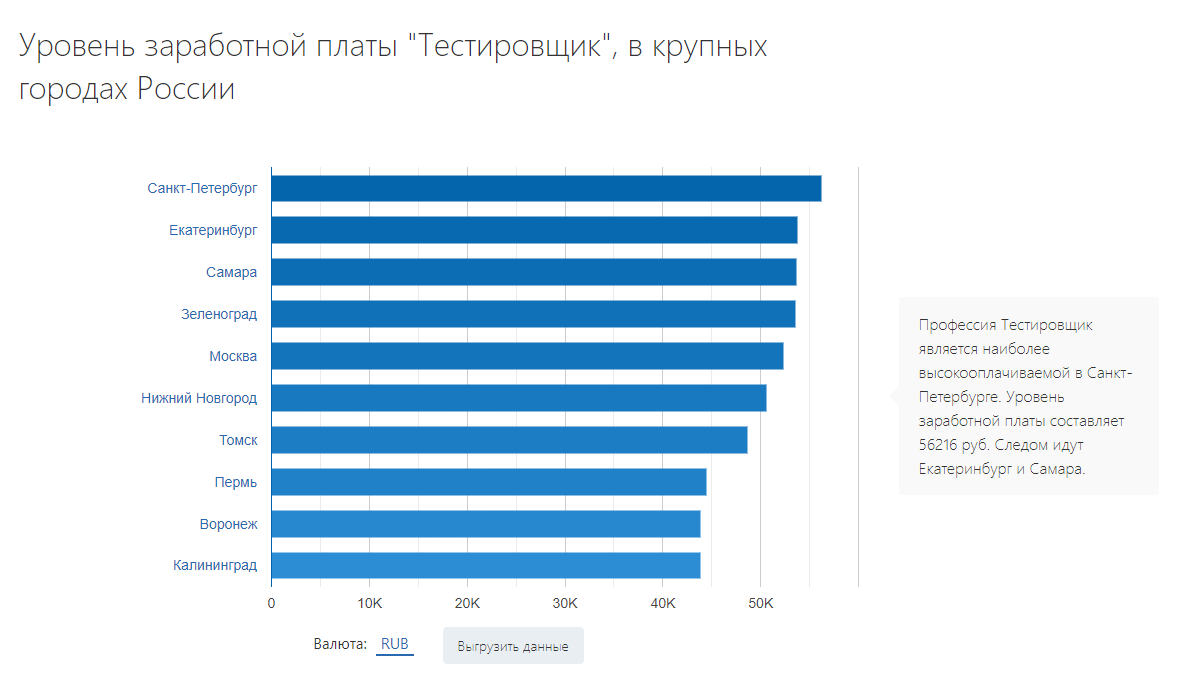 Уровень заработной платы "Тестировщик", в крупных
городах России
Санкт-Петербург
Екатеринбург
Самара
Зеленоград
Москва
Нижний Новгород
Томск
Пермь
Воронеж
Калининград
0 10K 20K 30K 40K 50K
Профессия Тестировщик
является наиболее
высокооплачиваемой в Санкт-
Петербурге. Уровень
заработной платы составляет
56216 руб. Следом идут
Екатеринбург и Самара.
Валюта: RUB Выгрузить данные